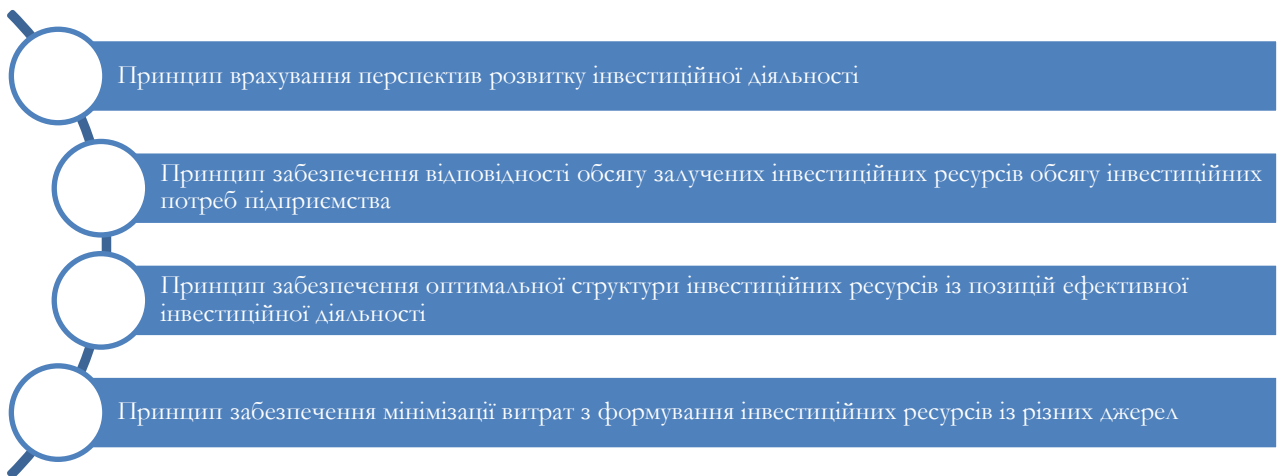 Принцип врахування перспектив розвитку інвестиційної діяльності
Принцип забезпечення відповідності обсягу залучених інвестиційних ресурсів обсягу інвестиційних
потреб підприємства
Принцип забезпечення оптимальної структури інвестиційних ресурсів із позицій ефективної
інвестиційної діяльності
Принцип забезпечення мінімізації витрат з формування інвестиційних ресурсів із різних джерел